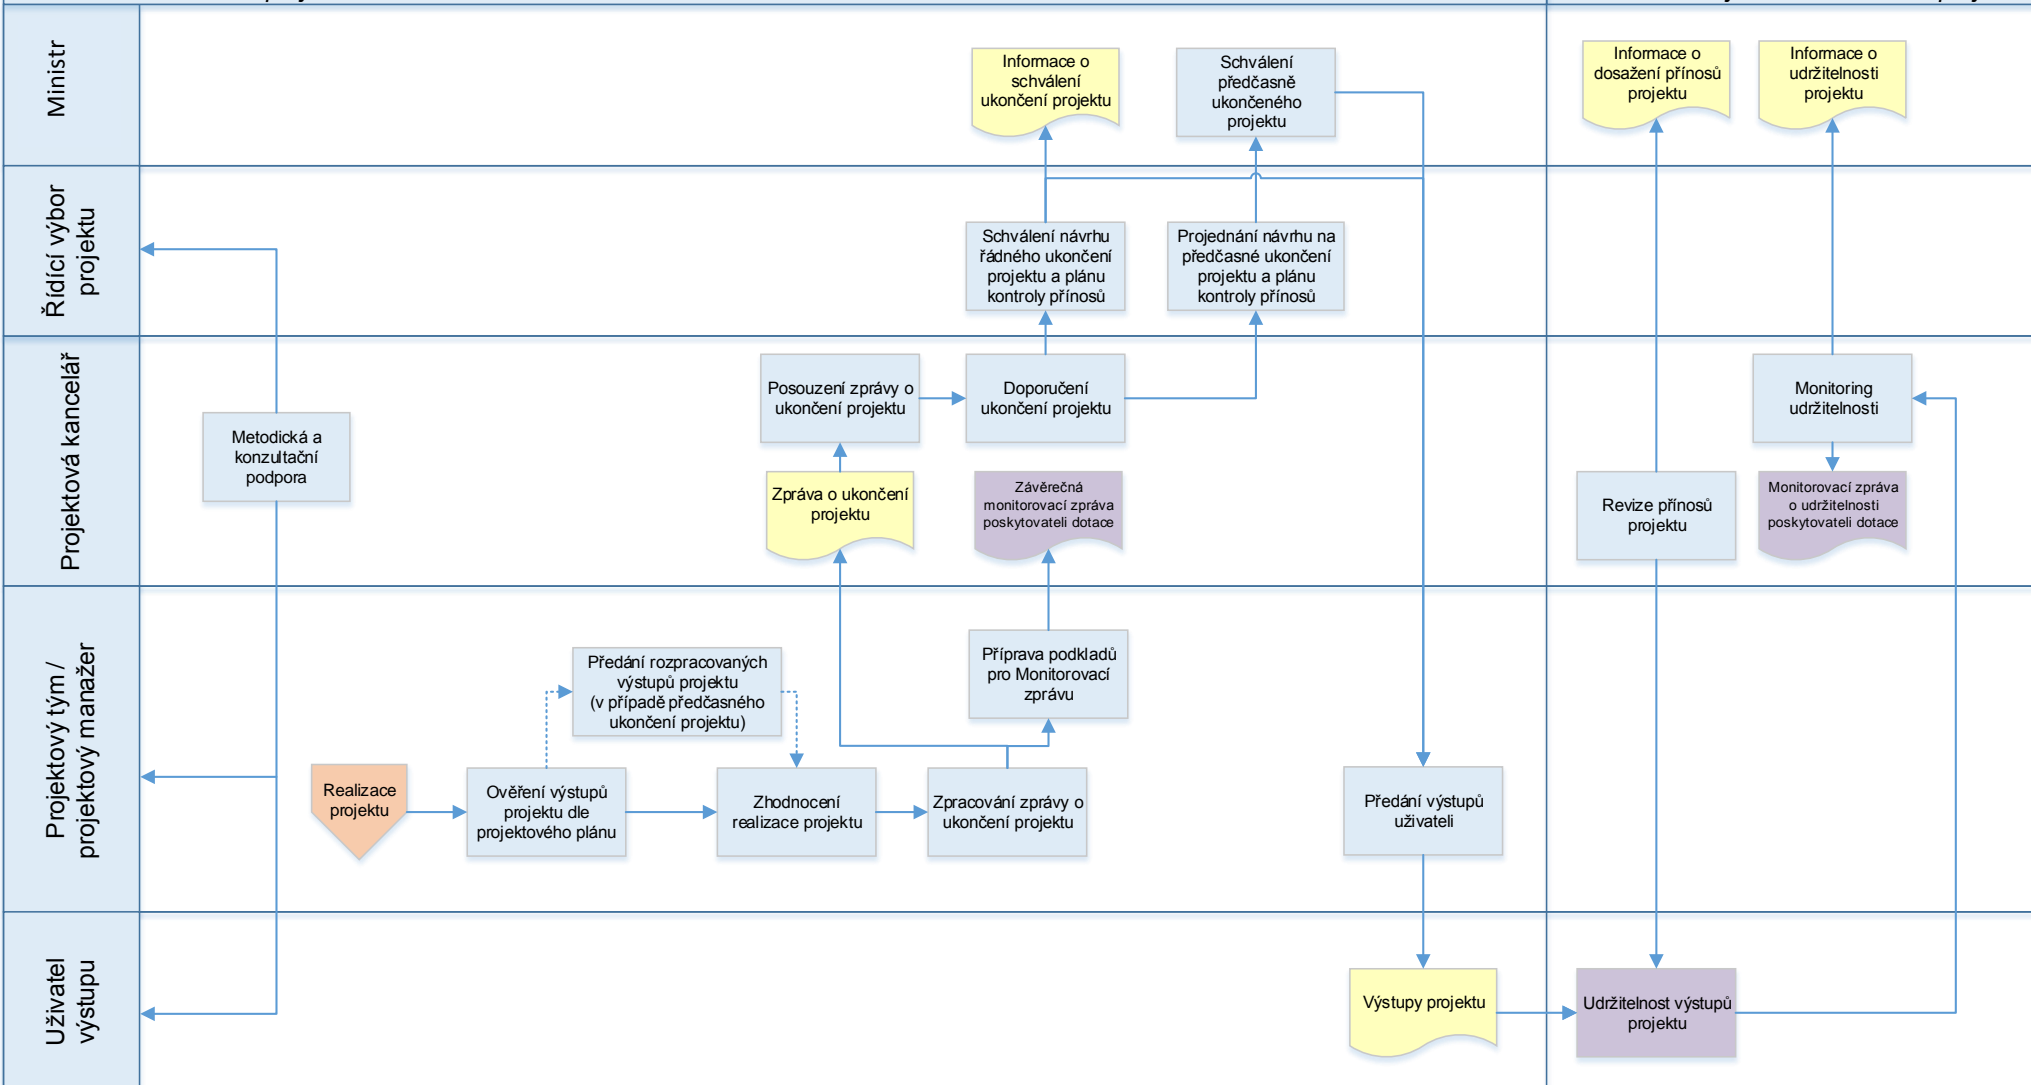 Ministr
Informace o
schválení
ukončení projektu
Schválení
předčasně
ukončeného
projektu
Informace o
dosažení přínosů
projektu
Informace o
udržitelnosti
projektu
Řídící výbor
projektu
Schválení návrhu
řádného ukončení
projektu a plánu
kontroly přínosů
Projednání návrhu na
předčasné ukončení
projektu a plánu
kontroly přínosů
Projektová kancelář
Metodická a
konzultační
podpora
Posouzení zprávy o
ukončení projektu
Doporučení
ukončení projektu
Monitoring
udržitelnosti
Zpráva o ukončení
projektu
Závěrečná
monitorovací zpráva
poskytovateli dotace
Revize přínosů
projektu
Monitorovací zpráva
o udržitelnosti
poskytovateli dotace
Projektový tým /
projektový manažer
Předání rozpracovaných
výstupů projektu
(v případě předčasného
ukončení projektu)
Příprava podkladů
pro Monitorovací
zprávu
Realizace
projektu
Ověření výstupů
projektu dle
projektového plánu
Zhodnocení
realizace projektu
Zpracování zprávy o
ukončení projektu
Předání výstupů
uživateli
Uživatel
výstupu
Výstupy projektu
Udržitelnost výstupů
projektu